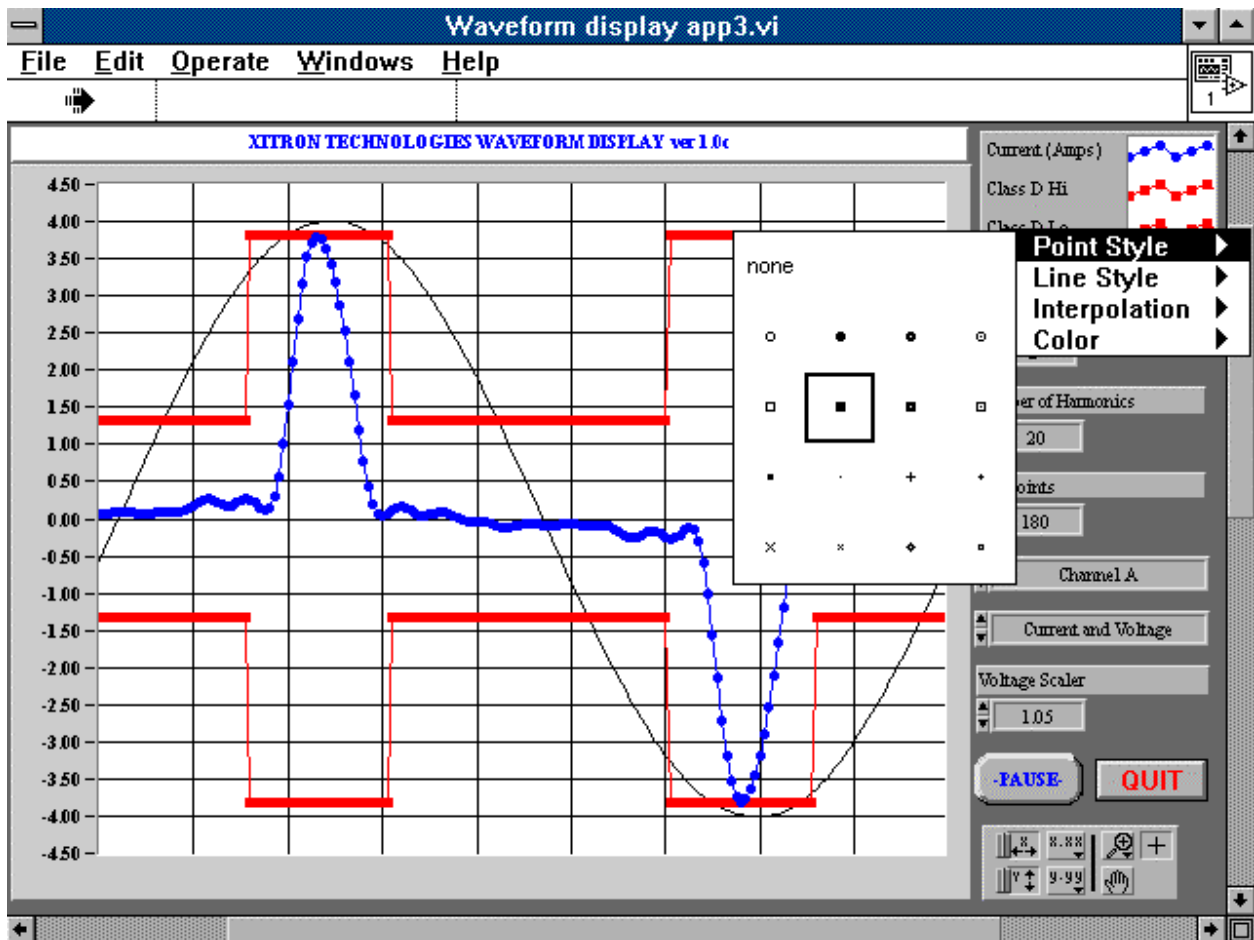 Waveform display app3.vi
File Edit Operate Windows Help
1
XITRON TECHNOLOGIES WAVEFORM DISPLAY ver 1.0c
4.50
4.00
3.50
3.00
2.50
2.00
1.50
1.00
0.50
0.00
-0.50
-1.00
-1.50
-2.00
-2.50
-3.00
-3.50
-4.00
-4.50
Current (Amps)
Class D Hi
Class D Lo
none
Point Style
Line Style
Interpolation
Color
of Harmonics
20
180
Channel A
Current and Voltage
Voltage Scaler
1.05
-PAUSE-
QUIT
X X.XX
Y Y.YY